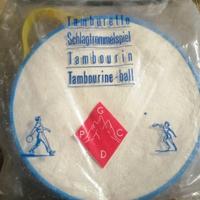 Tamburello
Schlagtrommelspiel
Tambourin
Tambourine-ball
G
P C
D